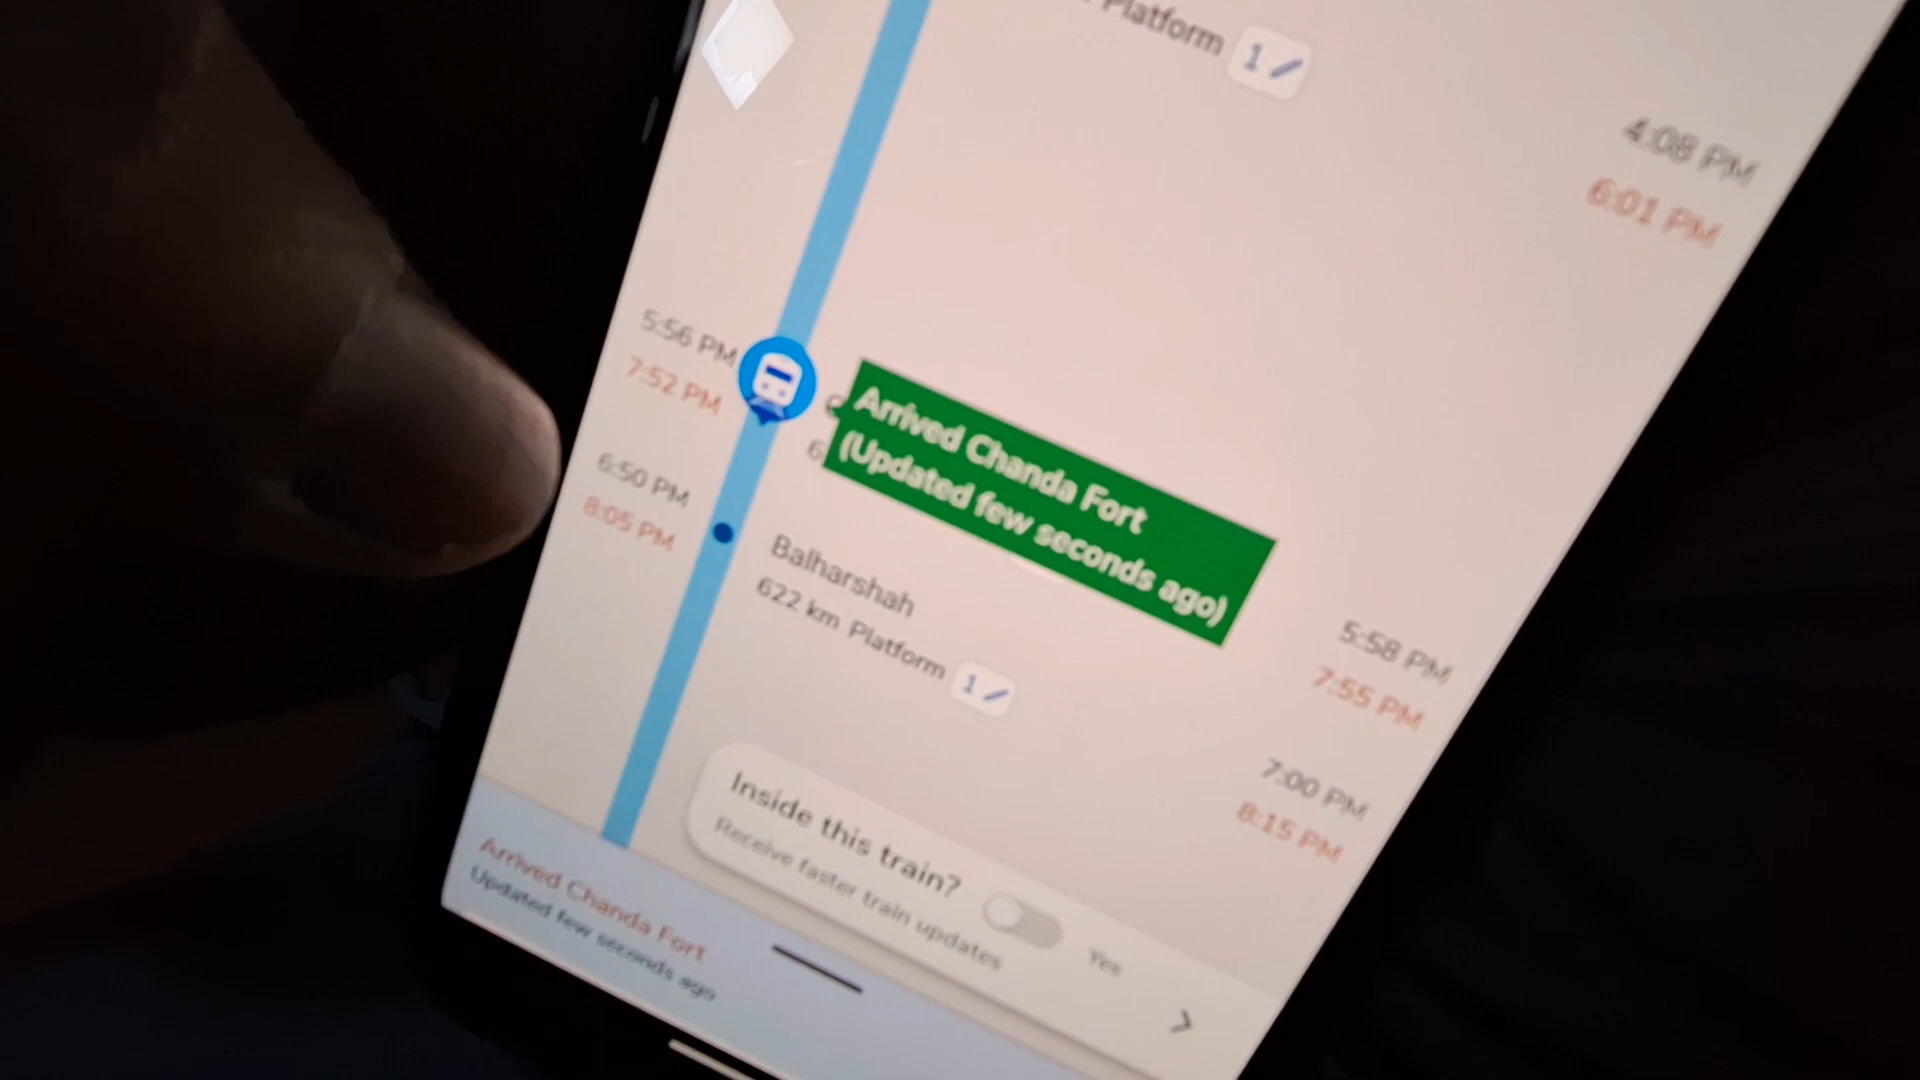 Platform 1
4:08 PM
6:01 PM
5:56 PM
7:52 PM
Arrived Chanda Fort
(Updated few seconds ago)
5:58 PM
7:55 PM
6:50 PM
8:05 PM
Balharshah
622 km Platform 1
7:00 PM
8:15 PM
Inside this train?
Receive faster train updates
Yes
Arrived Chanda Fort
Updated few seconds ago